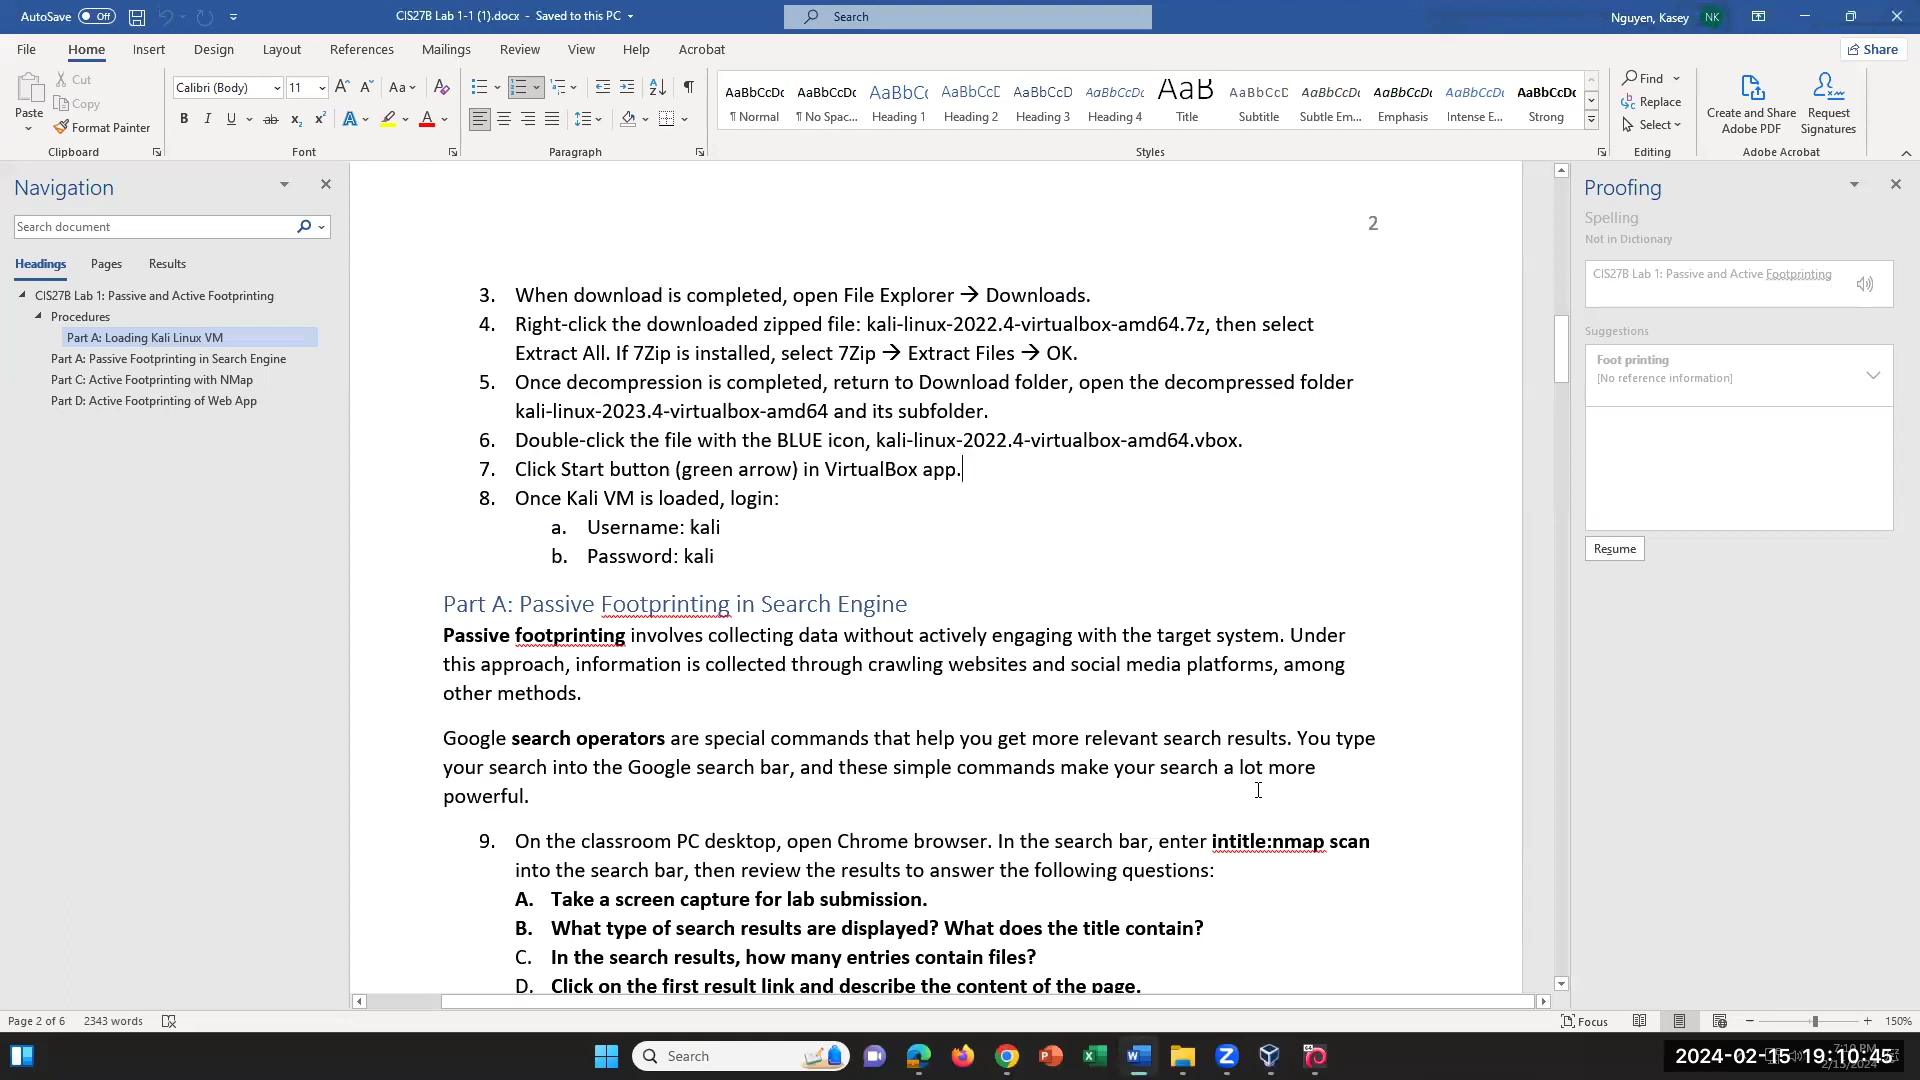 AutoSave Off
CIS27B Lab 1-1 (1).docx - Saved to this PC
Search
Nguyen, Kasey NK
File Home Insert Design Layout References Mailings Review View Help Acrobat
Share
Paste
Cut
Copy
Format Painter
Clipboard
Calibri (Body) 11
Font
Paragraph
AaBbCcDc AaBbCcDc AaBbCc AaBbCcD AaBbCcD AaBbCcD AaB AaBbCcD AaBbCcDc AaBbCcDc AaBbCcDc AaBbCcDc
¶ Normal ¶ No Spac... Heading 1 Heading 2 Heading 3 Heading 4 Title Subtitle Subtle Em... Emphasis Intense E... Strong
Styles
Find
Replace
Select
Editing
Create and Share Adobe PDF
Request Signatures
Adobe Acrobat
Navigation
Search document
Headings Pages Results
CIS27B Lab 1: Passive and Active Footprinting
Procedures
Part A: Loading Kali Linux VM
Part A: Passive Footprinting in Search Engine
Part C: Active Footprinting with NMap
Part D: Active Footprinting of Web App
2
3. When download is completed, open File Explorer → Downloads.
4. Right-click the downloaded zipped file: kali-linux-2022.4-virtualbox-amd64.7z, then select
Extract All. If 7Zip is installed, select 7Zip → Extract Files → OK.
5. Once decompression is completed, return to Download folder, open the decompressed folder
kali-linux-2023.4-virtualbox-amd64 and its subfolder.
6. Double-click the file with the BLUE icon, kali-linux-2022.4-virtualbox-amd64.vbox.
7. Click Start button (green arrow) in VirtualBox app.
8. Once Kali VM is loaded, login:
a. Username: kali
b. Password: kali
Part A: Passive Footprinting in Search Engine
Passive footprinting involves collecting data without actively engaging with the target system. Under
this approach, information is collected through crawling websites and social media platforms, among
other methods.
Google search operators are special commands that help you get more relevant search results. You type
your search into the Google search bar, and these simple commands make your search a lot more
powerful.
9. On the classroom PC desktop, open Chrome browser. In the search bar, enter intitle:nmap scan
into the search bar, then review the results to answer the following questions:
A. Take a screen capture for lab submission.
B. What type of search results are displayed? What does the title contain?
C. In the search results, how many entries contain files?
D. Click on the first result link and describe the content of the page.
Proofing
Spelling
Not in Dictionary
CIS27B Lab 1: Passive and Active Footprinting
Suggestions
Foot printing
[No reference information]
Resume
Page 2 of 6 2343 words
Focus
150%
Search
2024-02-15 19:10:45